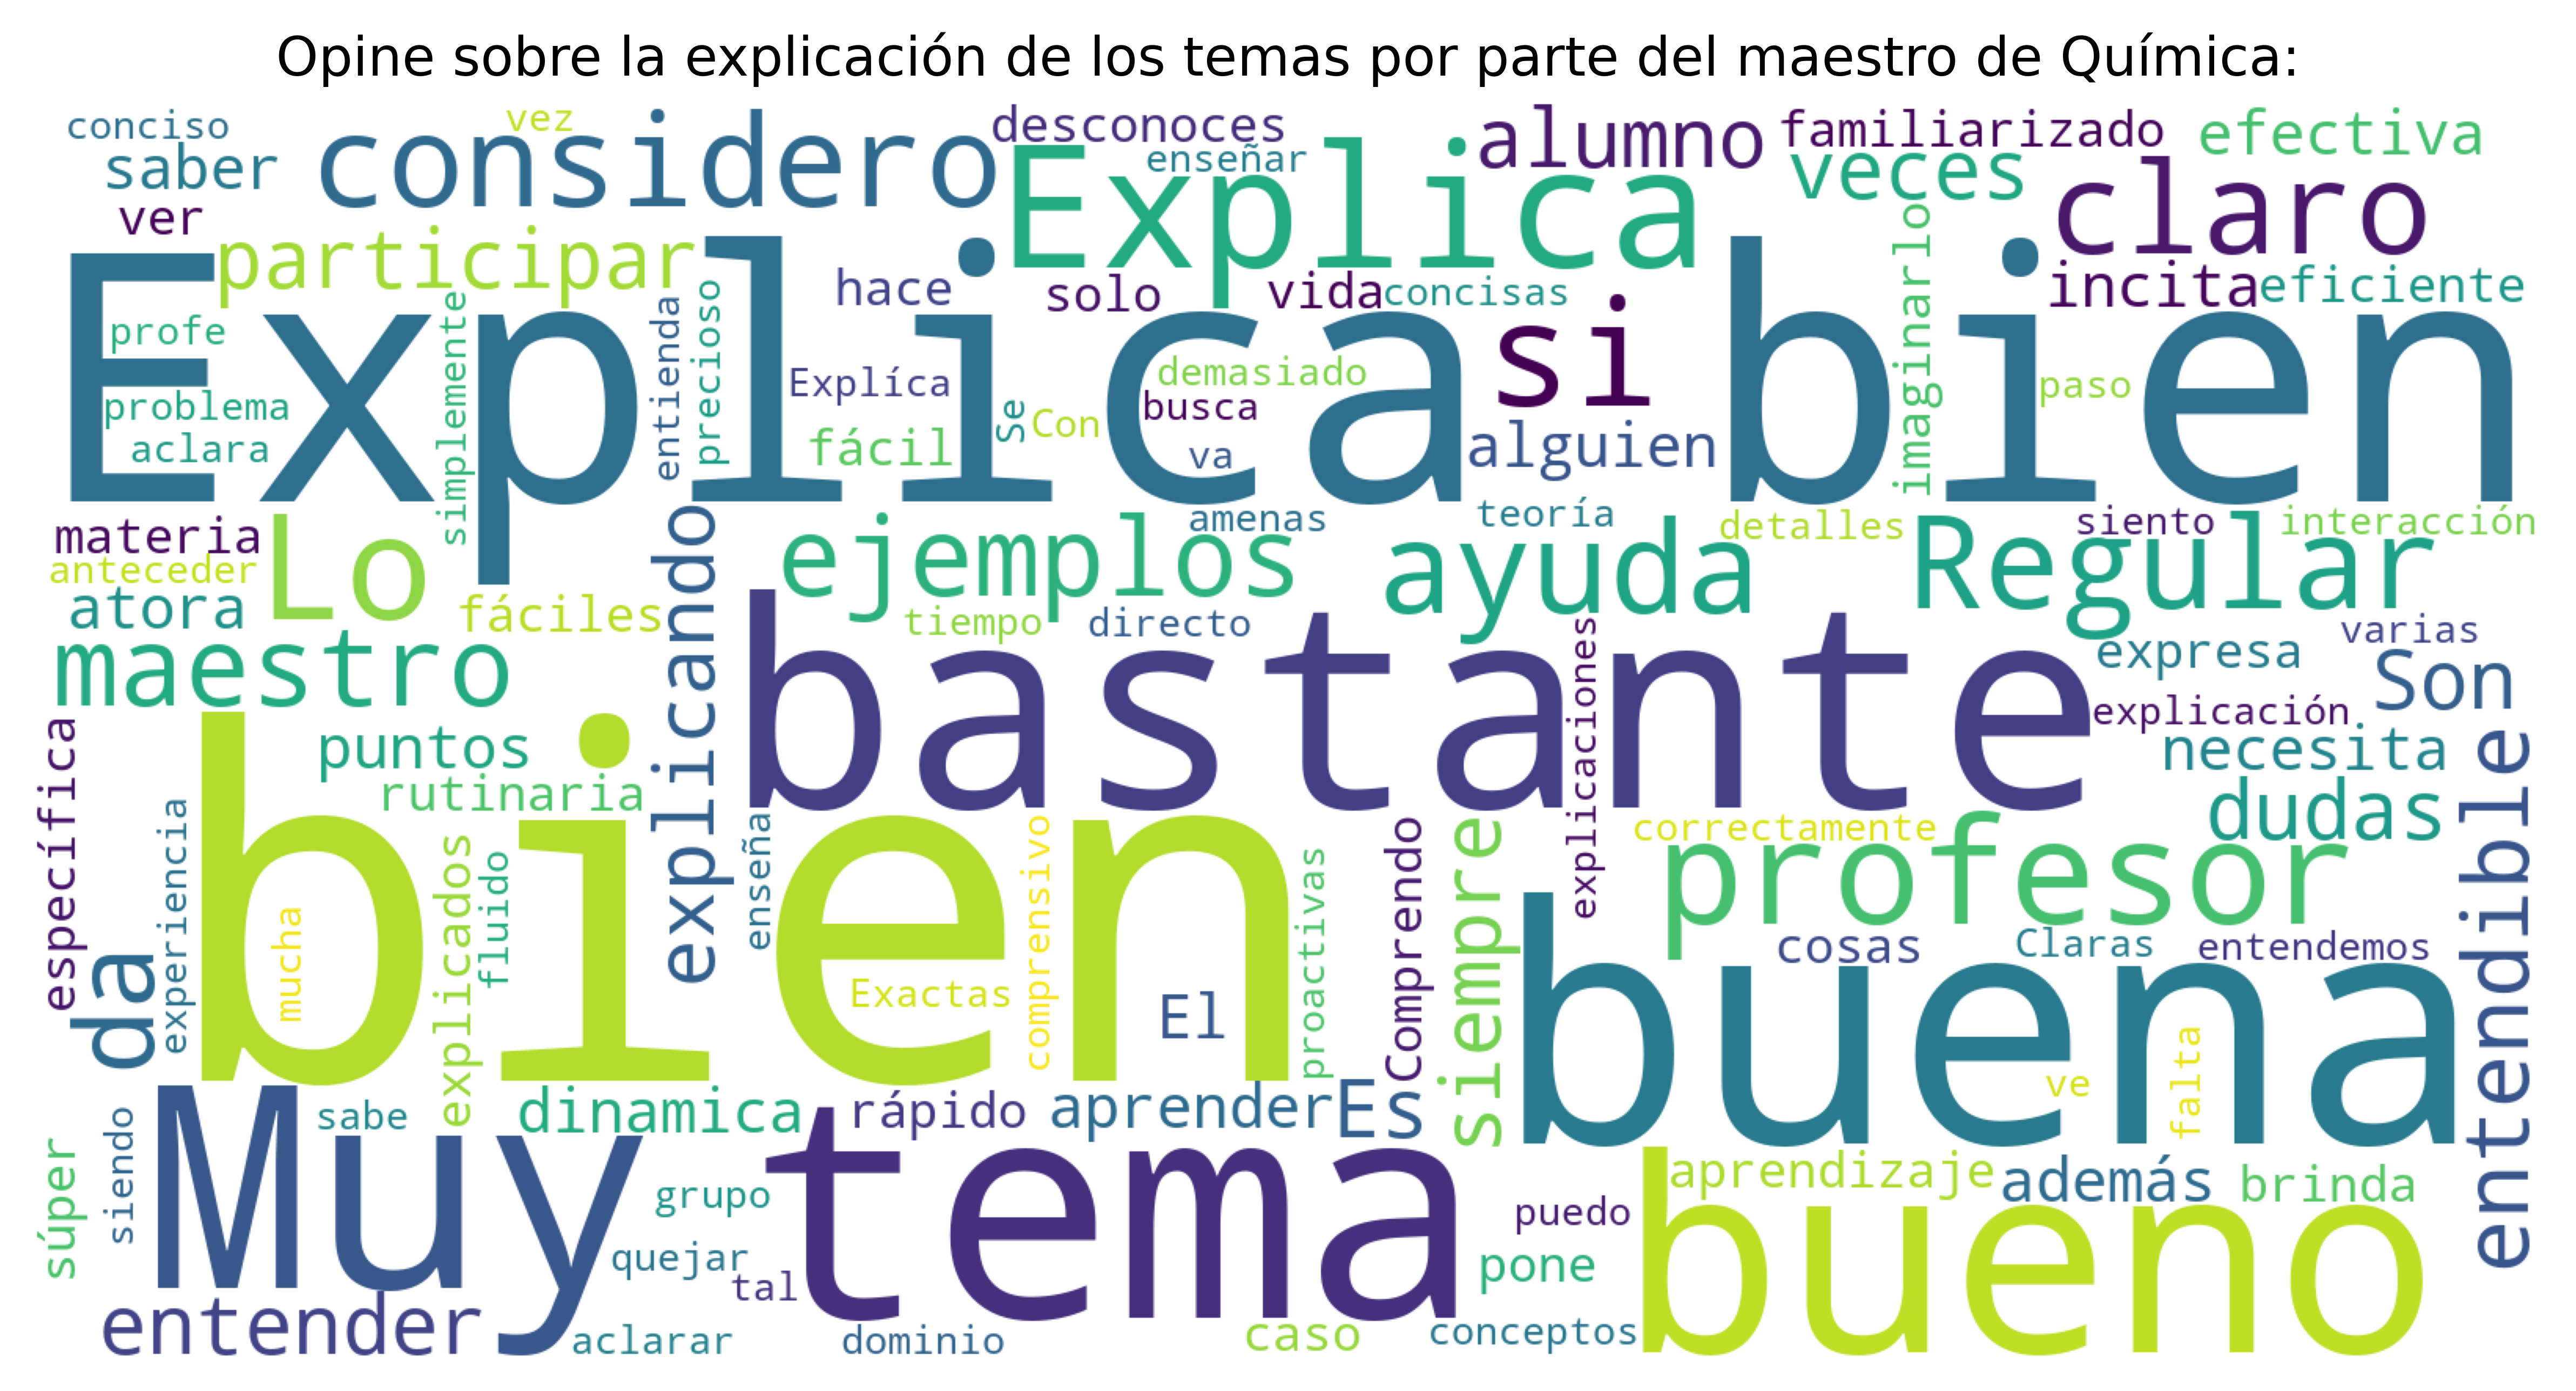 Opine sobre la explicación de los temas por parte del maestro de Química:
conciso
vez
considero
desconoces
enseñar
alumno
familiarizado
efectiva
saber
Explica
veces
claro
ver
participar
hace
solo
vida
concisas
imaginarlo
incita
eficiente
Explica bien
profe
simplemente
entienda
precioso
Explíca
demasiado
si
paso
problema
busca
aclara
fácil
Se
Con
va
alguien
materia
Lo
explicando
ejemplos
amenas
teoría
ayuda
detalles
Regular
siento
interacción
anteceder
atora
fáciles
tiempo
directo
varias
maestro
bastante
explicaciones
expresa
Son
específica
puntos
explicación
necesita
entendible
rutinaria
dudas
experiencia
bien
explicados
fluido
enseña
comprensivo
proactivas
Comprendo
siempre
correctamente
profesor
mucha
da
Exactas
El
cosas
Claras
entendemos
buena
ve
falta
súper
siendo
Muy
sabe
dinamica
rápido
aprender
Es
tema
grupo
aprendizaje
además
brinda
puedo
bueno
quejar
tal
pone
entender
aclarar
dominio
caso
conceptos